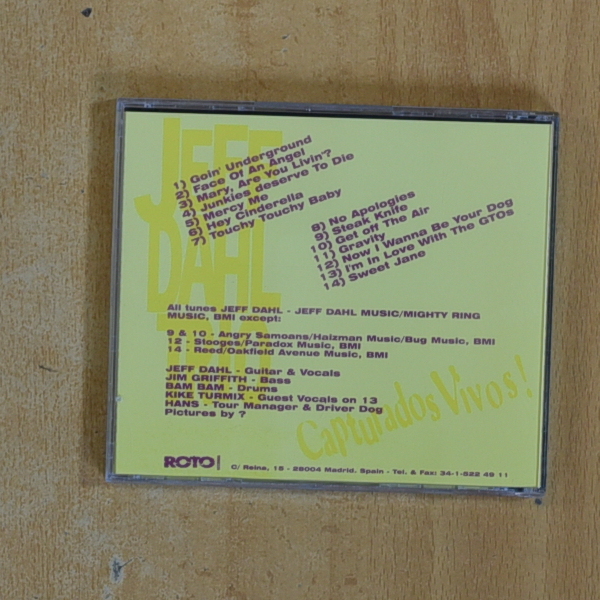 JEFF
DAHL
1) Goin' Underground
2) Face Of An Angel
3) Mary, Are You Livin'?
4) Junkies deserve To Die
5) Mercy Me
6) Hey Cinderella
7) Touchy Touchy Baby
8) No Apologies
9) Steak Knife
10) Get off The Air
11) Gravity
12) Now I Wanna Be Your Dog
13) I'm In Love With The GTOs
14) Sweet Jane
All tunes JEFF DAHL - JEFF DAHL MUSIC/MIGHTY RING
MUSIC, BMI except:
9 & 10 - Angry Samoans/Haizman Music/Bug Music, BMI
12 - Stooges/Paradox Music, BMI
14 - Reed/Oakfield Avenue Music, BMI
JEFF DAHL - Guitar & Vocals
JIM GRIFFITH - Bass
BAM BAM - Drums
KIKE TURMIX - Guest Vocals on 13
HANS - Tour Manager & Driver Dog
Pictures by ?
Capturados Vivos!
ROTO
C/ Reina, 15 - 28004 Madrid. Spain - Tel. & Fax: 34-1-522 49 11